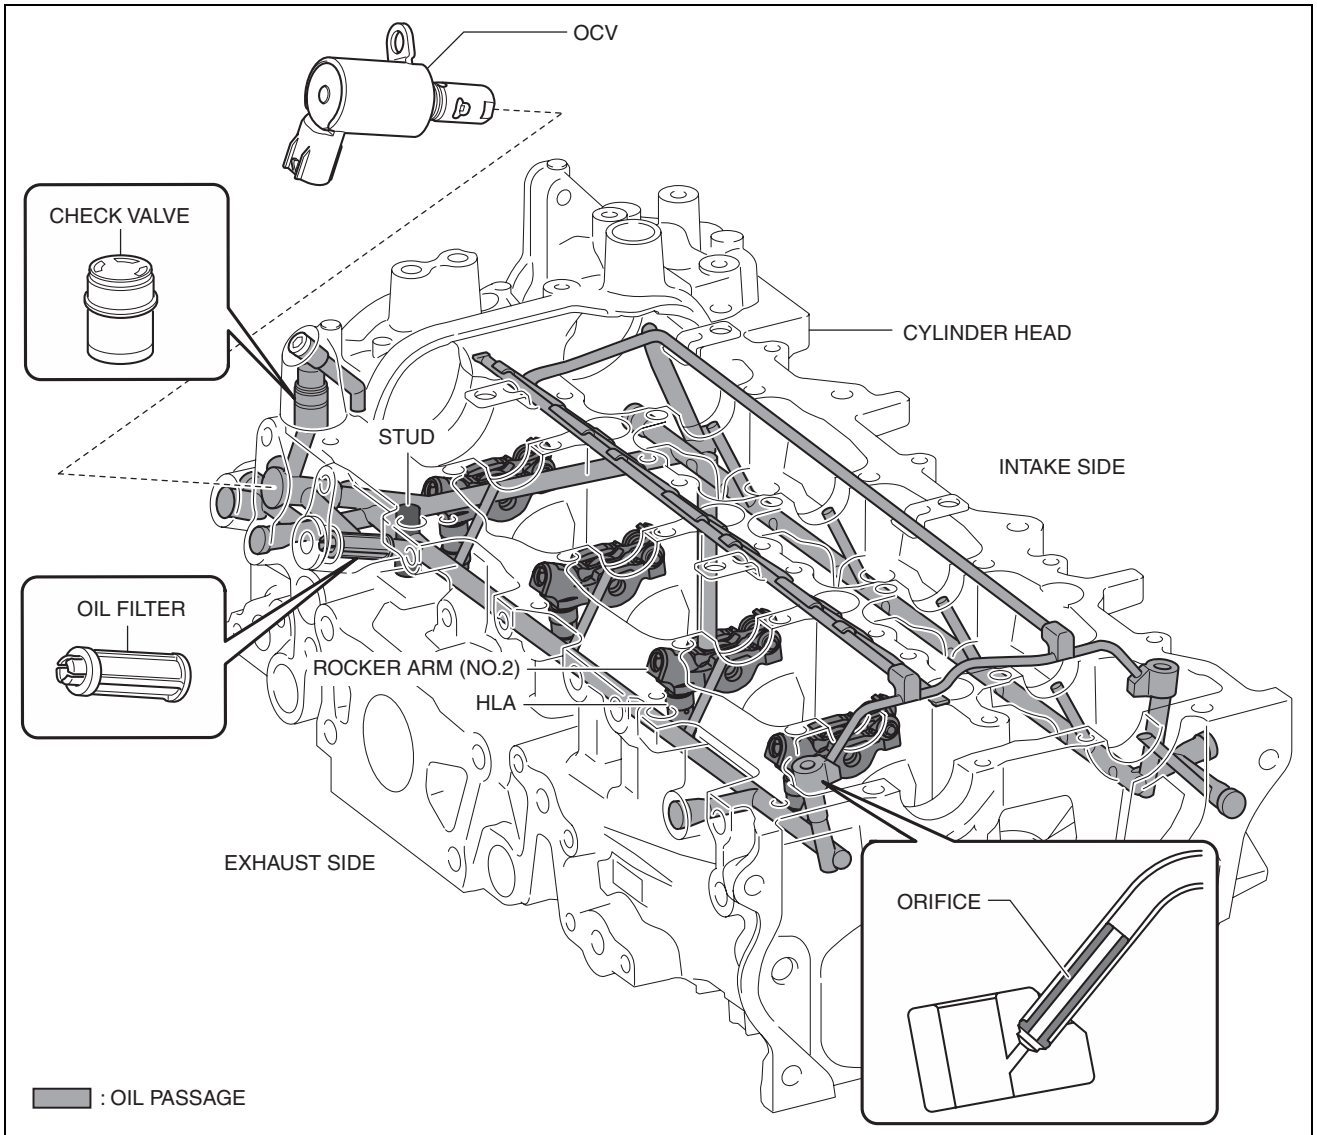 OCV
CHECK VALVE
CYLINDER HEAD
STUD
INTAKE SIDE
OIL FILTER
ROCKER ARM (NO.2)
HLA
EXHAUST SIDE
ORIFICE
: OIL PASSAGE